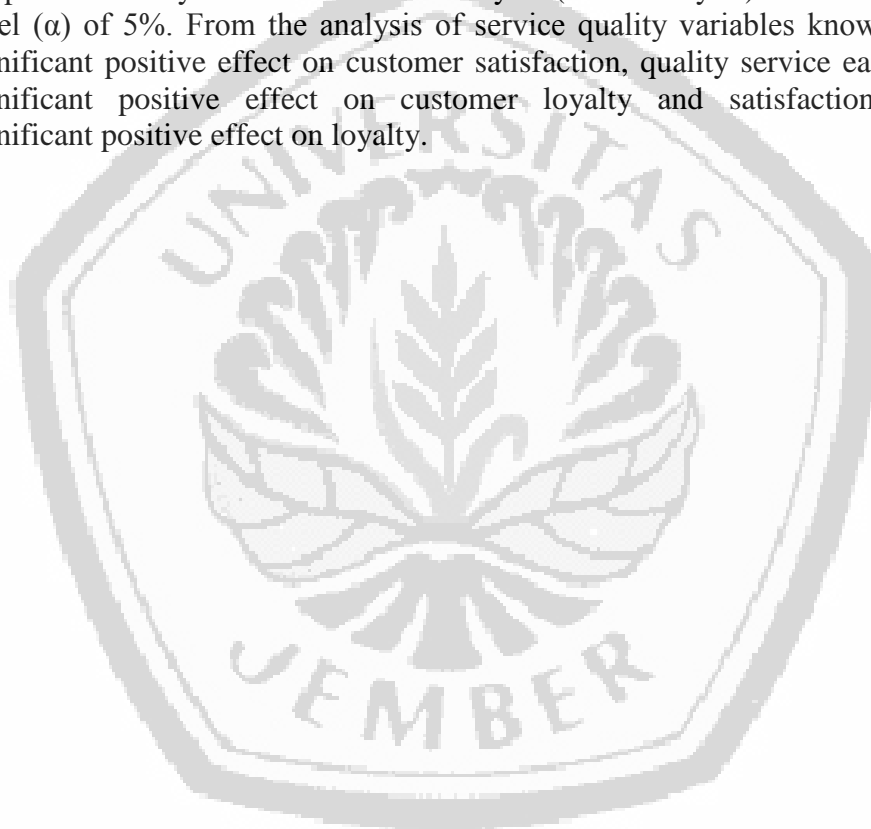 el (α) of 5%. From the analysis of service quality variables know
nificant positive effect on customer satisfaction, quality service ea
nificant positive effect on customer loyalty and satisfaction
nificant positive effect on loyalty.
UNIVERSITAS
JEMBER